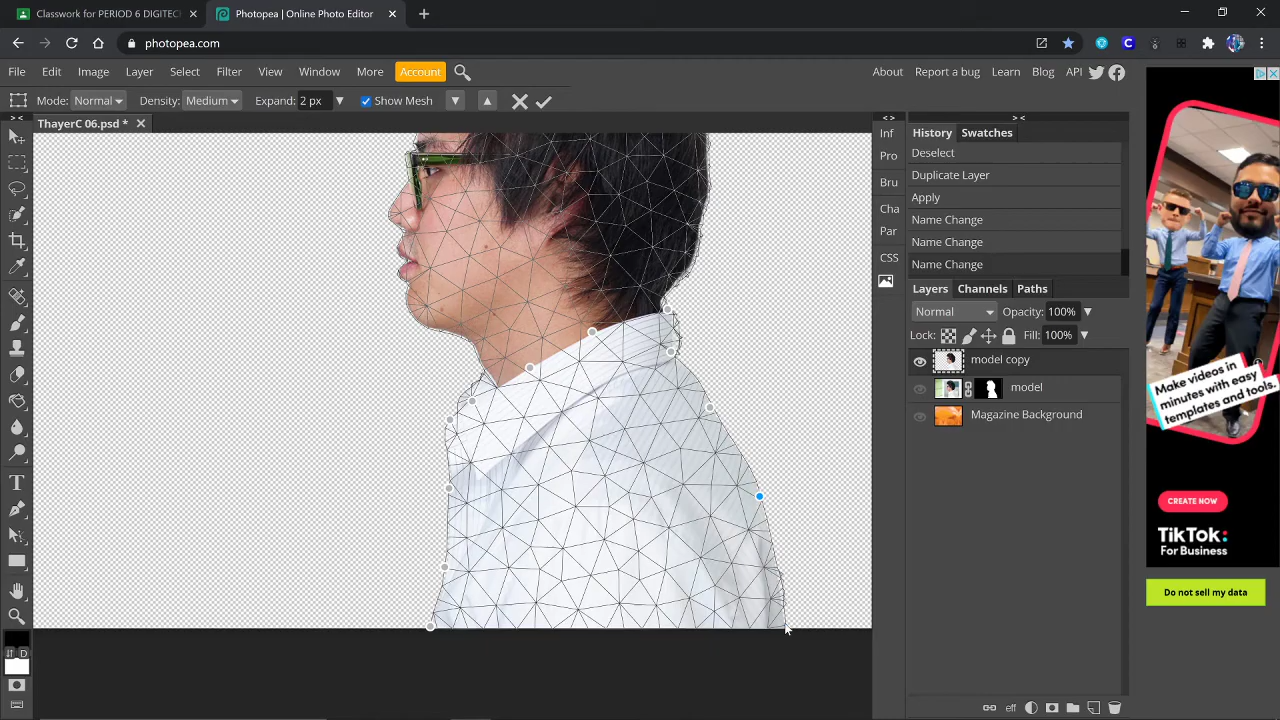 Classwork for PERIOD 6 DIGITECH
Photopea | Online Photo Editor
photopea.com
File Edit Image Layer Select Filter View Window More Account
About Report a bug Learn Blog API
Mode: Normal Density: Medium Expand: 2 px Show Mesh
ThayerC 06.psd *
Inf
Pro
Bru
Cha
Par
CSS
History Swatches
Deselect
Duplicate Layer
Apply
Name Change
Name Change
Name Change
Layers Channels Paths
Normal Opacity: 100%
Lock: Fill: 100%
model copy
model
Magazine Background
Make videos in
minutes with easy
templates and tools.
CREATE NOW
TikTok:
For Business
Do not sell my data